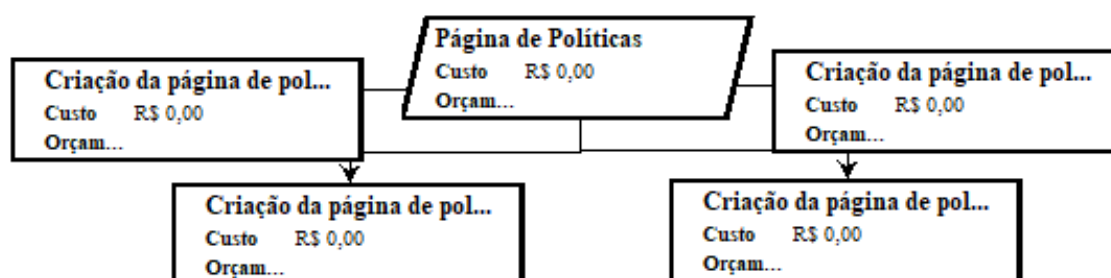 Página de Políticas
Custo R$ 0,00
Orçam...
Criação da página de pol...
Custo R$ 0,00
Orçam...
Criação da página de pol...
Custo R$ 0,00
Orçam...
Criação da página de pol...
Custo R$ 0,00
Orçam...
Criação da página de pol...
Custo R$ 0,00
Orçam...